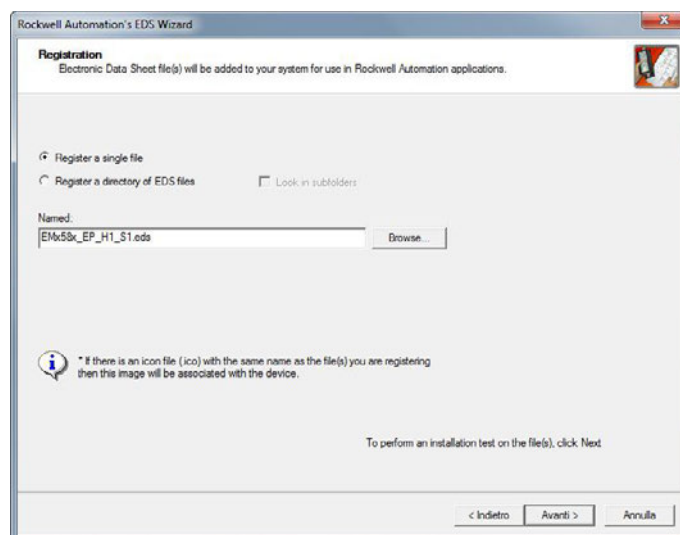 Rockwell Automation's EDS Wizard
Registration
Electronic Data Sheet file(s) will be added to your system for use in Rockwell Automation applications.
Register a single file
Register a directory of EDS files
Look in subfolders
Named:
EMx58x_EP_H1_S1.eds
Browse...
* If there is an icon file (.ico) with the same name as the file(s) you are registering
then this image will be associated with the device.
To perform an installation test on the file(s), click Next
< Indietro
Avanti >
Annulla